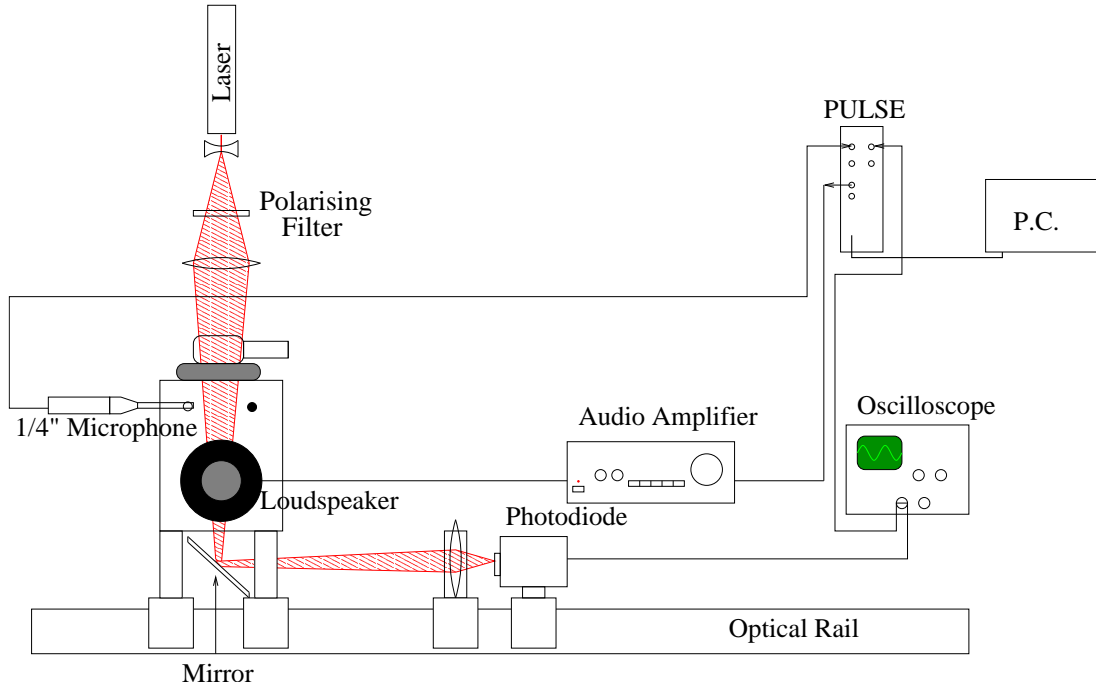 Laser
PULSE
Polarising
Filter
P.C.
1/4" Microphone
Audio Amplifier
Oscilloscope
Loudspeaker
Photodiode
Optical Rail
Mirror